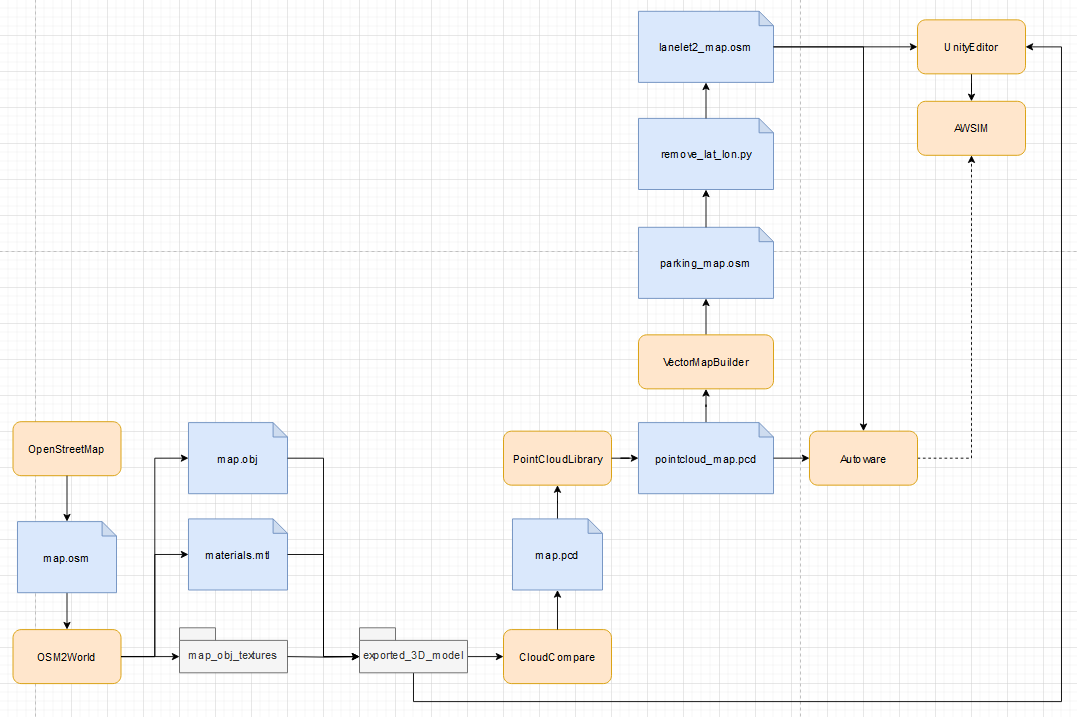 lanelet2_map.osm
UnityEditor
AWSIM
remove_lat_lon.py
parking_map.osm
VectorMapBuilder
OpenStreetMap
map.obj
PointCloudLibrary
pointcloud_map.pcd
Autoware
map.osm
materials.mtl
map.pcd
OSM2World
map_obj_textures
exported_3D_model
CloudCompare